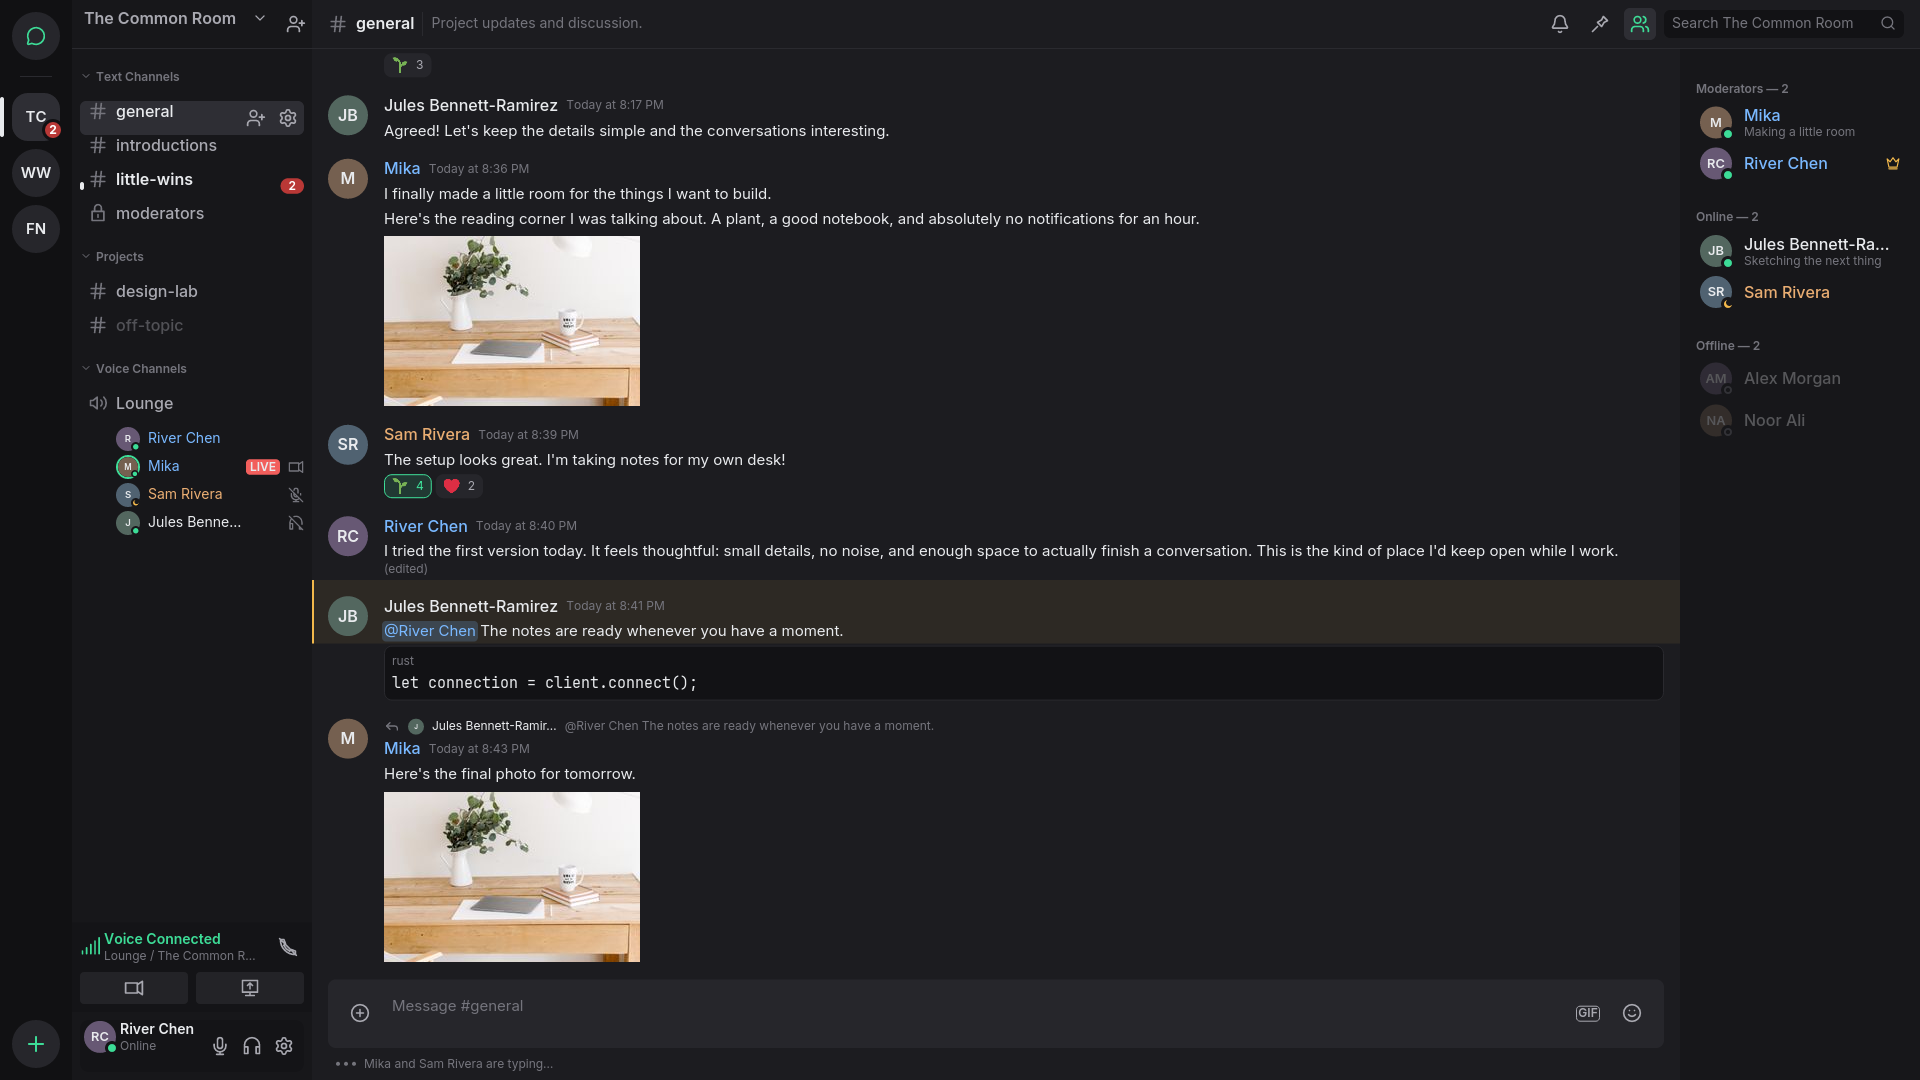 The Common Room
TC
2
WW
FN
Text Channels
general
introductions
little-wins
2
moderators
Projects
design-lab
off-topic
Voice Channels
Lounge
R
River Chen
M
Mika
LIVE
S
Sam Rivera
J
Jules Benne...
Voice Connected
Lounge / The Common R...
RC
River Chen
Online
general
Project updates and discussion.
Search The Common Room
3
JB
Jules Bennett-Ramirez Today at 8:17 PM
Agreed! Let's keep the details simple and the conversations interesting.
M
Mika Today at 8:36 PM
I finally made a little room for the things I want to build.
Here's the reading corner I was talking about. A plant, a good notebook, and absolutely no notifications for an hour.
SR
Sam Rivera Today at 8:39 PM
The setup looks great. I'm taking notes for my own desk!
4
2
RC
River Chen Today at 8:40 PM
I tried the first version today. It feels thoughtful: small details, no noise, and enough space to actually finish a conversation. This is the kind of place I'd keep open while I work.
(edited)
JB
Jules Bennett-Ramirez Today at 8:41 PM
@River Chen The notes are ready whenever you have a moment.
rust
let connection = client.connect();
J
Jules Bennett-Ramir... @River Chen The notes are ready whenever you have a moment.
M
Mika Today at 8:43 PM
Here's the final photo for tomorrow.
Message #general
GIF
Mika and Sam Rivera are typing...
Moderators — 2
M
Mika
Making a little room
RC
River Chen
Online — 2
JB
Jules Bennett-Ra...
Sketching the next thing
SR
Sam Rivera
Offline — 2
AM
Alex Morgan
NA
Noor Ali